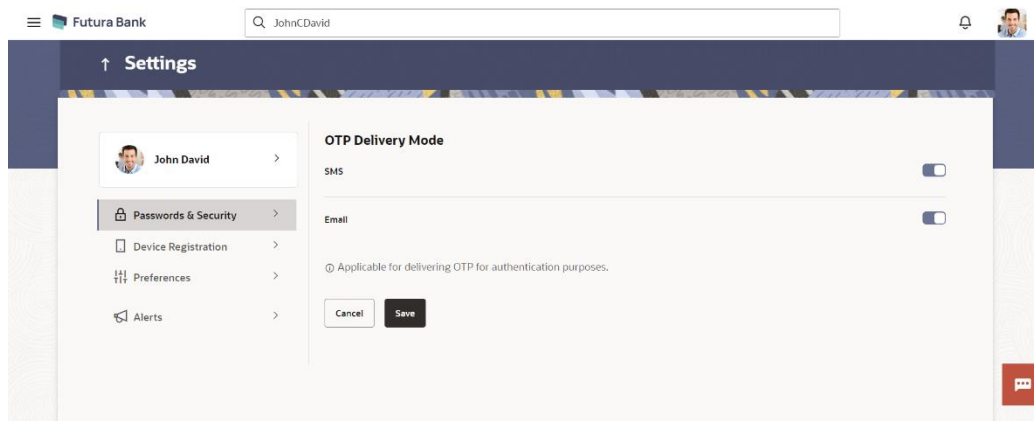 Futura Bank
JohnCDavid
↑ Settings
John David
Passwords & Security
Device Registration
Preferences
Alerts
OTP Delivery Mode
SMS
Email
Applicable for delivering OTP for authentication purposes.
Cancel Save